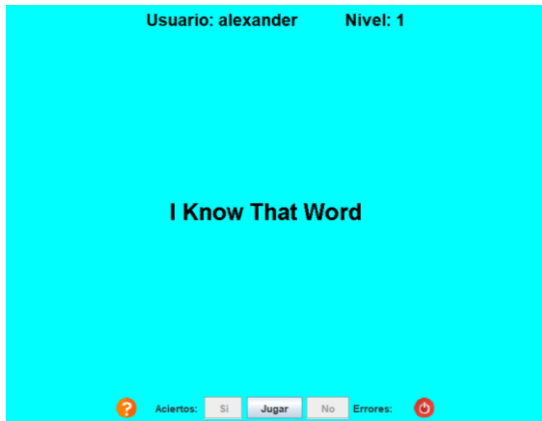 Usuario: alexander Nivel: 1
I Know That Word
? Aciertos: Si Jugar No Errores: